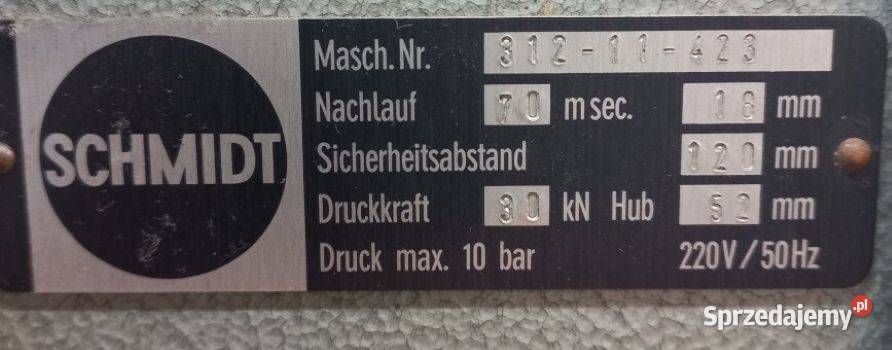 SCHMIDT
Masch. Nr. 312-11-423
Nachlauf 70 m sec. 18 mm
Sicherheitsabstand 120 mm
Druckkraft 30 kN Hub 52 mm
Druck max. 10 bar 220V/50Hz
Sprzedajemy.pl